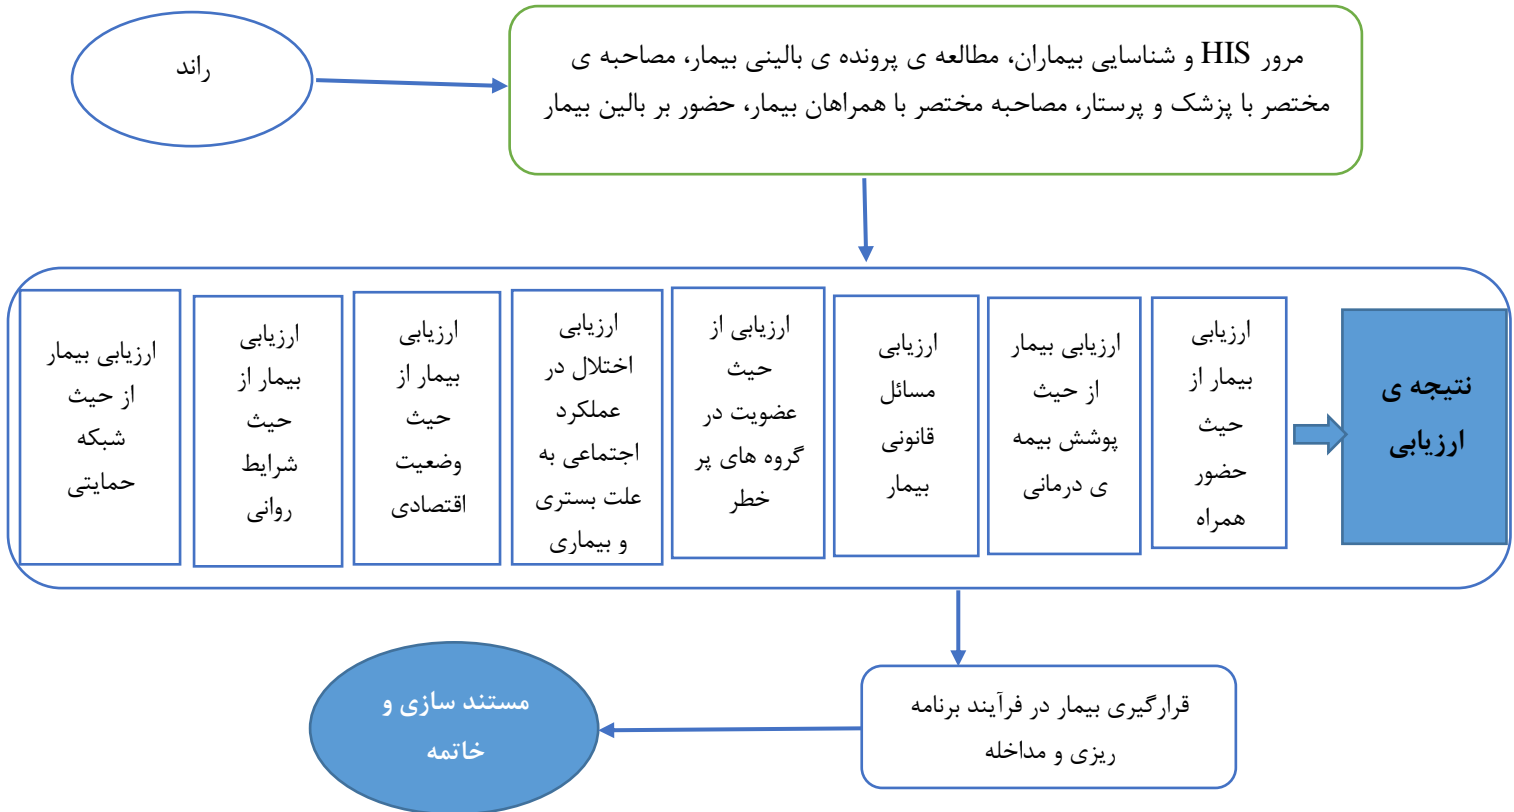 راند
مرور HIS و شناسایی بیماران، مطالعه ی پرونده ی بالینی بیمار، مصاحبه ی
مختصر با پزشک و پرستار، مصاحبه مختصر با همراهان بیمار، حضور بر بالین بیمار
ارزیابی بیمار
از حیث
شبکه
حمایتی
ارزیابی
بیمار از
حیث
شرایط
روانی
ارزیابی
بیمار از
حیث
وضعیت
اقتصادی
ارزیابی
اختلال در
عملکرد
اجتماعی به
علت بستری
و بیماری
ارزیابی از
حیث
عضویت در
گروه های پر
خطر
ارزیابی
مسائل
قانونی
بیمار
ارزیابی بیمار
از حیث
پوشش بیمه
ی درمانی
ارزیابی
بیمار از
حیث
حضور
همراه
نتیجه ی
ارزیابی
قرارگیری بیمار در فرآیند برنامه
ریزی و مداخله
مستند سازی و
خاتمه